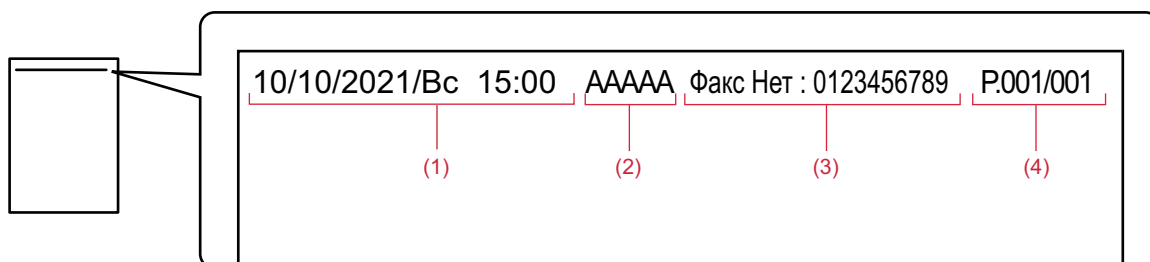 10/10/2021/Вс 15:00 AAAAA Факс Нет : 0123456789 P.001/001
(1) (2) (3) (4)